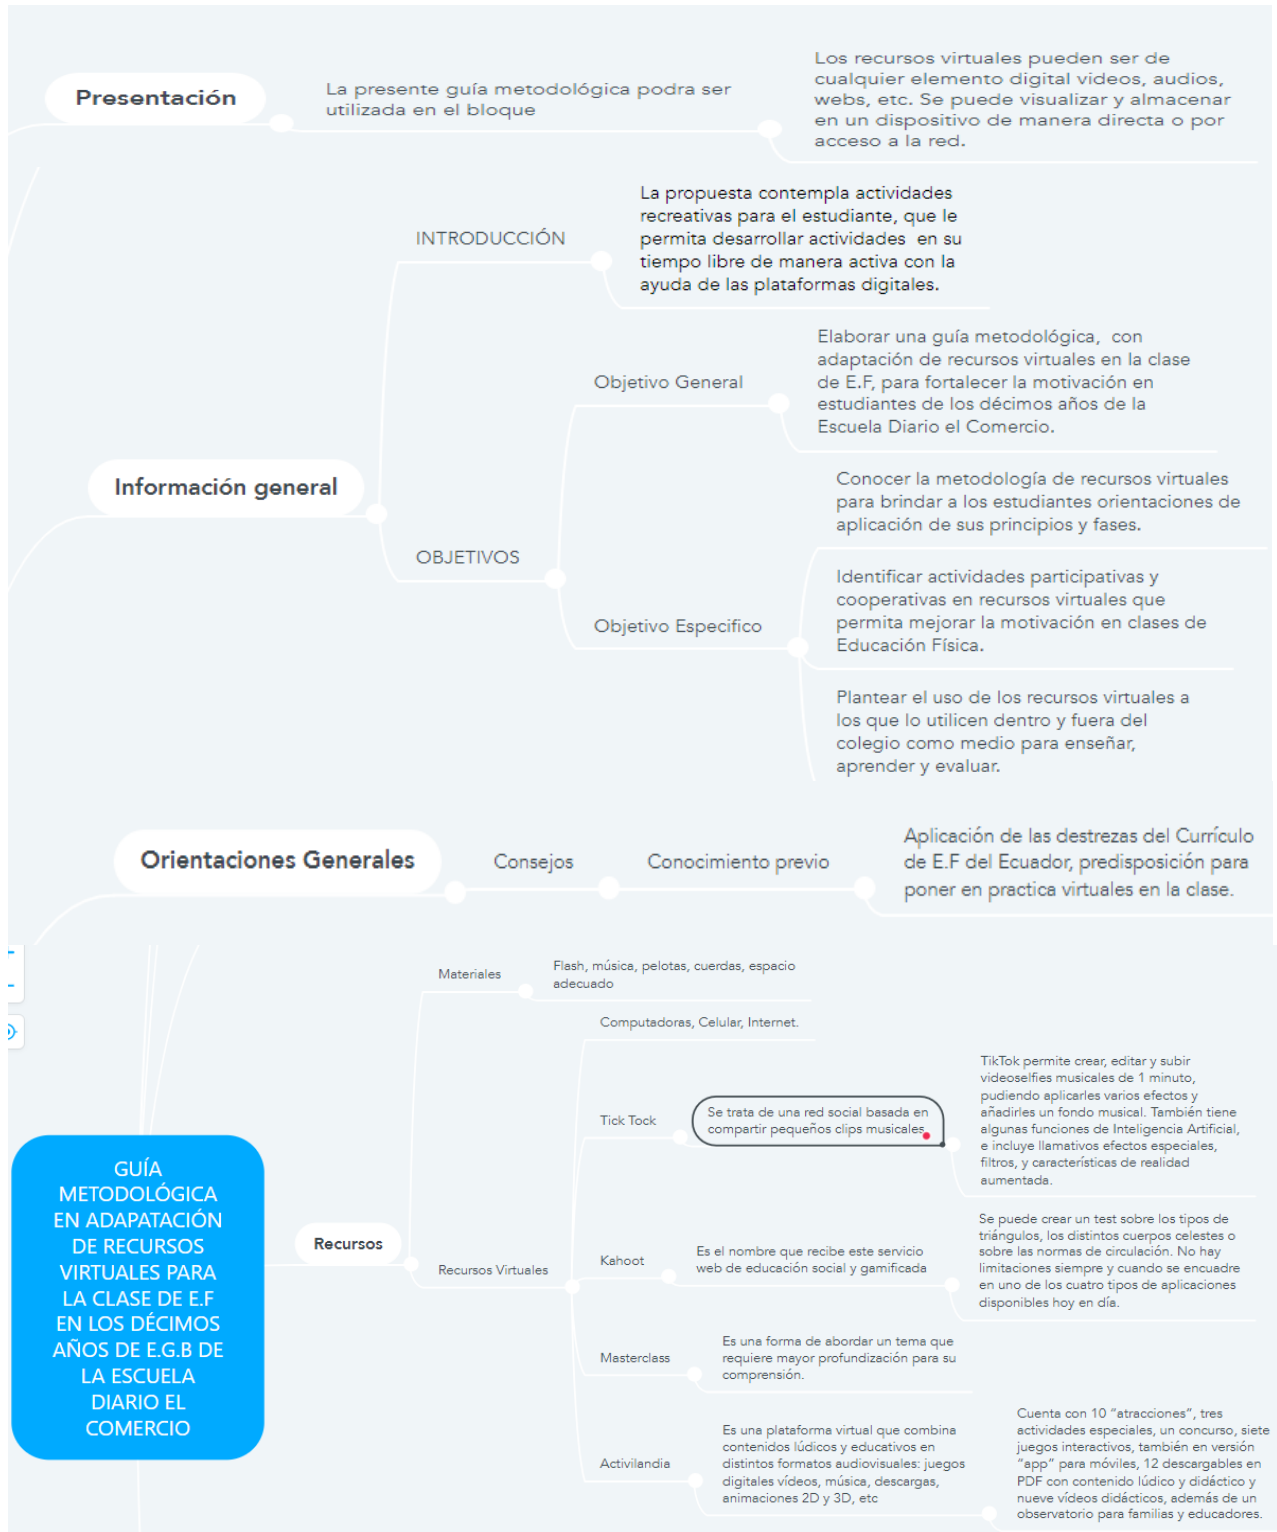 Presentación
La presente guía metodológica podra ser
utilizada en el bloque
Los recursos virtuales pueden ser de
cualquier elemento digital videos, audios,
webs, etc. Se puede visualizar y almacenar
en un dispositivo de manera directa o por
acceso a la red.
Información general
INTRODUCCIÓN
La propuesta contempla actividades
recreativas para el estudiante, que le
permita desarrollar actividades  en su
tiempo libre de manera activa con la
ayuda de las plataformas digitales.
OBJETIVOS
Objetivo General
Elaborar una guía metodológica,  con
adaptación de recursos virtuales en la clase
de E.F, para fortalecer la motivación en
estudiantes de los décimos años de la
Escuela Diario el Comercio.
Objetivo Especifico
Conocer la metodología de recursos virtuales
para brindar a los estudiantes orientaciones de
aplicación de sus principios y fases.
Identificar actividades participativas y
cooperativas en recursos virtuales que
permita mejorar la motivación en clases de
Educación Física.
Plantear el uso de los recursos virtuales a
los que lo utilicen dentro y fuera del
colegio como medio para enseñar,
aprender y evaluar.
Orientaciones Generales
Consejos
Conocimiento previo
Aplicación de las destrezas del Currículo
de E.F del Ecuador, predisposición para
poner en practica virtuales en la clase.
GUÍA
METODOLÓGICA
EN ADAPATACIÓN
DE RECURSOS
VIRTUALES PARA
LA CLASE DE E.F
EN LOS DÉCIMOS
AÑOS DE E.G.B DE
LA ESCUELA
DIARIO EL
COMERCIO
Recursos
Materiales
Flash, música, pelotas, cuerdas, espacio
adecuado
Recursos Virtuales
Computadoras, Celular, Internet.
Tick Tock
Se trata de una red social basada en
compartir pequeños clips musicales
TikTok permite crear, editar y subir
videoselfies musicales de 1 minuto,
pudiendo aplicarles varios efectos y
añadirles un fondo musical. También tiene
algunas funciones de Inteligencia Artificial,
e incluye llamativos efectos especiales,
filtros, y características de realidad
aumentada.
Kahoot
Es el nombre que recibe este servicio
web de educación social y gamificada
Se puede crear un test sobre los tipos de
triángulos, los distintos cuerpos celestes o
sobre las normas de circulación. No hay
limitaciones siempre y cuando se encuadre
en uno de los cuatro tipos de aplicaciones
disponibles hoy en día.
Masterclass
Es una forma de abordar un tema que
requiere mayor profundización para su
comprensión.
Activilandia
Es una plataforma virtual que combina
contenidos lúdicos y educativos en
distintos formatos audiovisuales: juegos
digitales vídeos, música, descargas,
animaciones 2D y 3D, etc
Cuenta con 10 “atracciones”, tres
actividades especiales, un concurso, siete
juegos interactivos, también en versión
“app” para móviles, 12 descargables en
PDF con contenido lúdico y didáctico y
nueve vídeos didácticos, además de un
observatorio para familias y educadores.